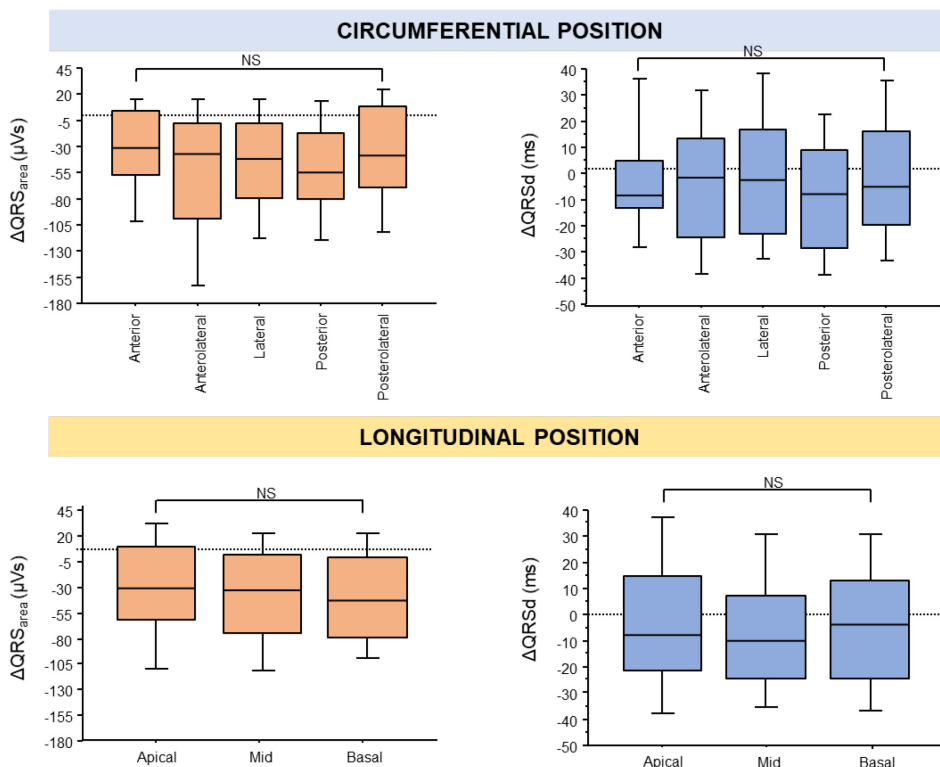 CIRCUMFERENTIAL POSITION
NS
45
20
-5
-30
-55
-80
-105
-130
-155
-180
ΔQRSarea (µVs)
Anterior
Anterolateral
Lateral
Posterior
Posterolateral
NS
40
30
20
10
0
-10
-20
-30
-40
-50
ΔQRSd (ms)
Anterior
Anterolateral
Lateral
Posterior
Posterolateral
LONGITUDINAL POSITION
NS
45
20
-5
-30
-55
-80
-105
-130
-155
-180
ΔQRSarea (µVs)
Apical
Mid
Basal
NS
40
30
20
10
0
-10
-20
-30
-40
-50
ΔQRSd (ms)
Apical
Mid
Basal